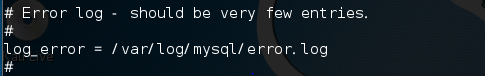 # Error log - should be very few entries.
#
log_error = /var/log/mysql/error.log
#